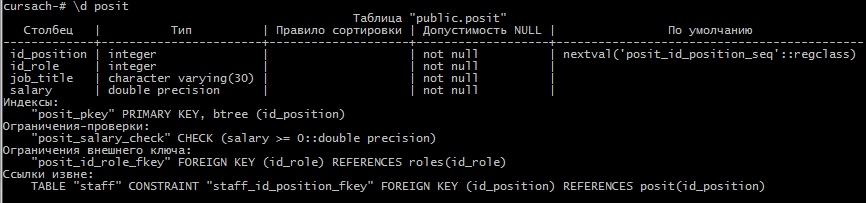 cursach-# \d posit
Таблица "public.posit"
Столбец | Тип | Правило сортировки | Допустимость NULL | По умолчанию
-------------+-----------------------+--------------------+-------------------+--------------------------------------------
id_position | integer | | not null | nextval('posit_id_position_seq'::regclass)
id_role | integer | | not null |
job_title | character varying(30) | | not null |
salary | double precision | | not null |
Индексы:
"posit_pkey" PRIMARY KEY, btree (id_position)
Ограничения-проверки:
"posit_salary_check" CHECK (salary >= 0::double precision)
Ограничения внешнего ключа:
"posit_id_role_fkey" FOREIGN KEY (id_role) REFERENCES roles(id_role)
Ссылки извне:
TABLE "staff" CONSTRAINT "staff_id_position_fkey" FOREIGN KEY (id_position) REFERENCES posit(id_position)